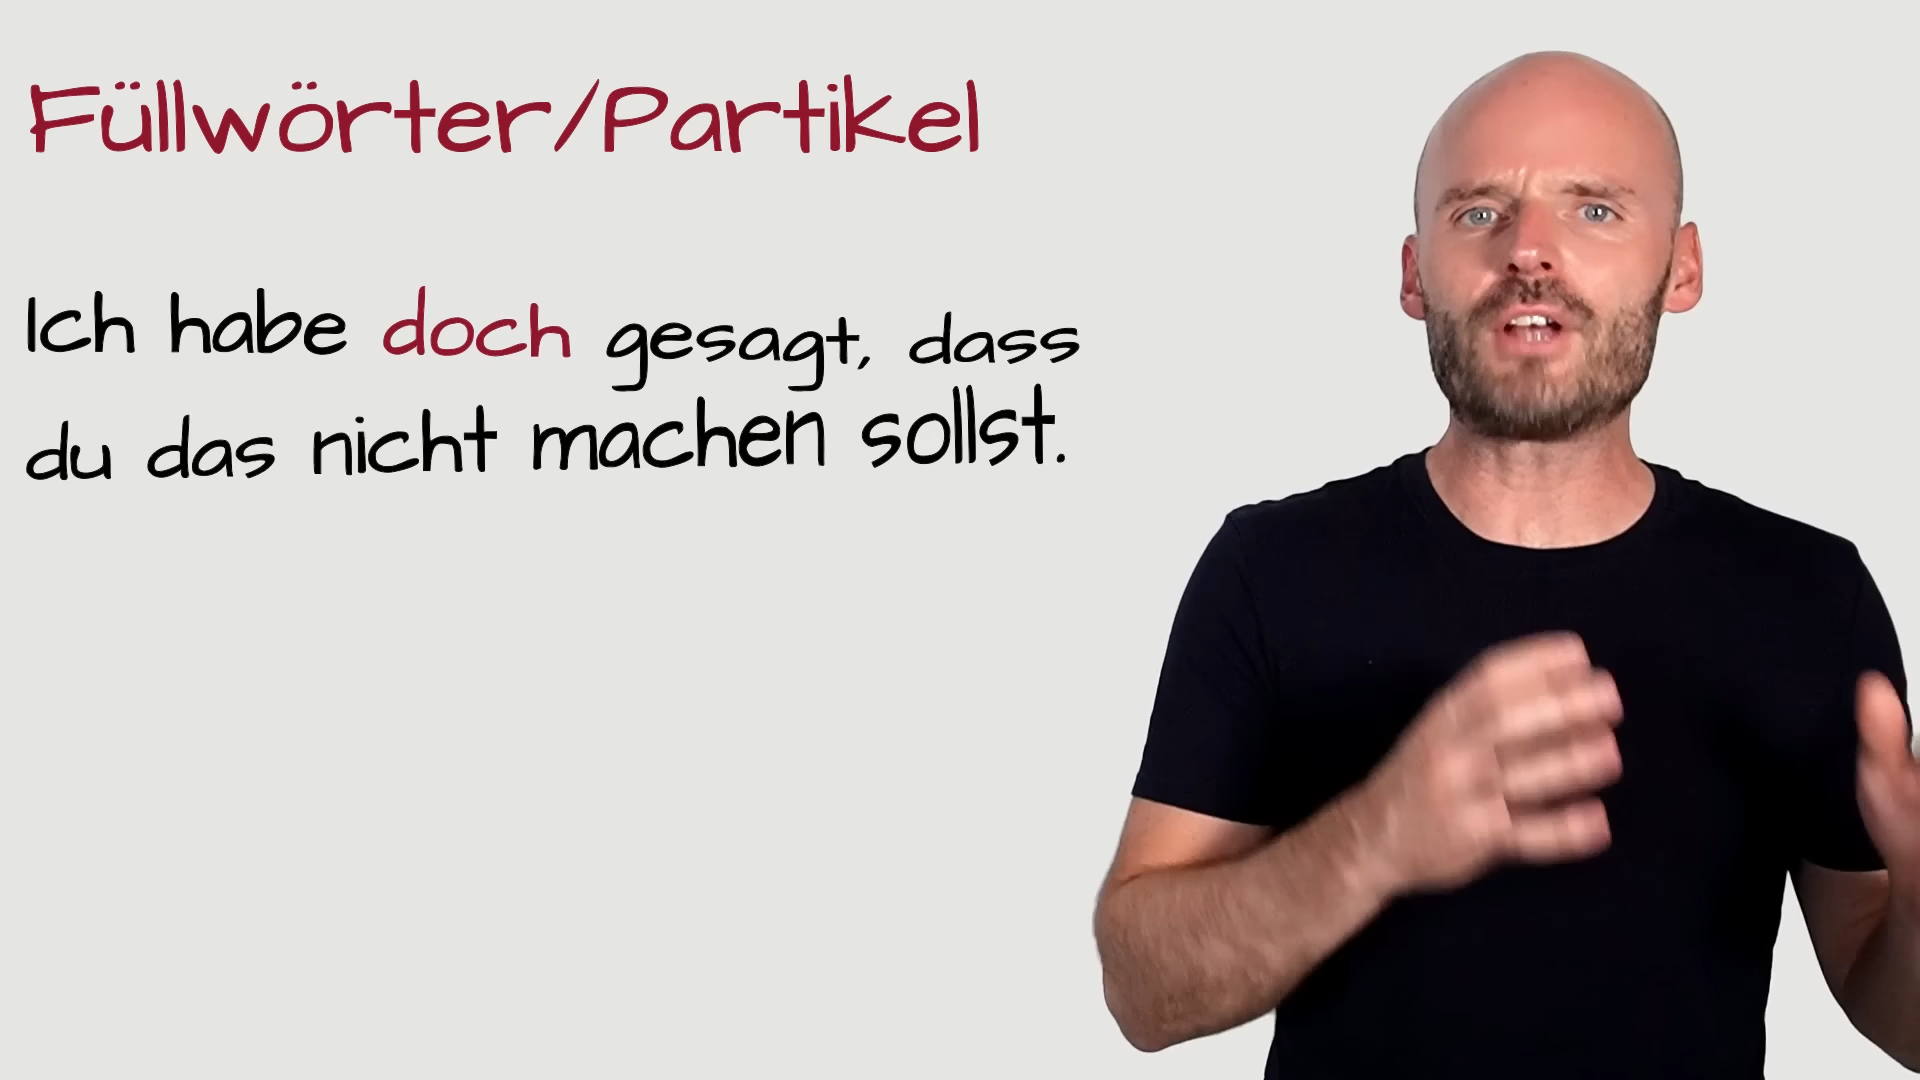 Füllwörter/Partikel
Ich habe doch gesagt, dass
du das nicht machen sollst.